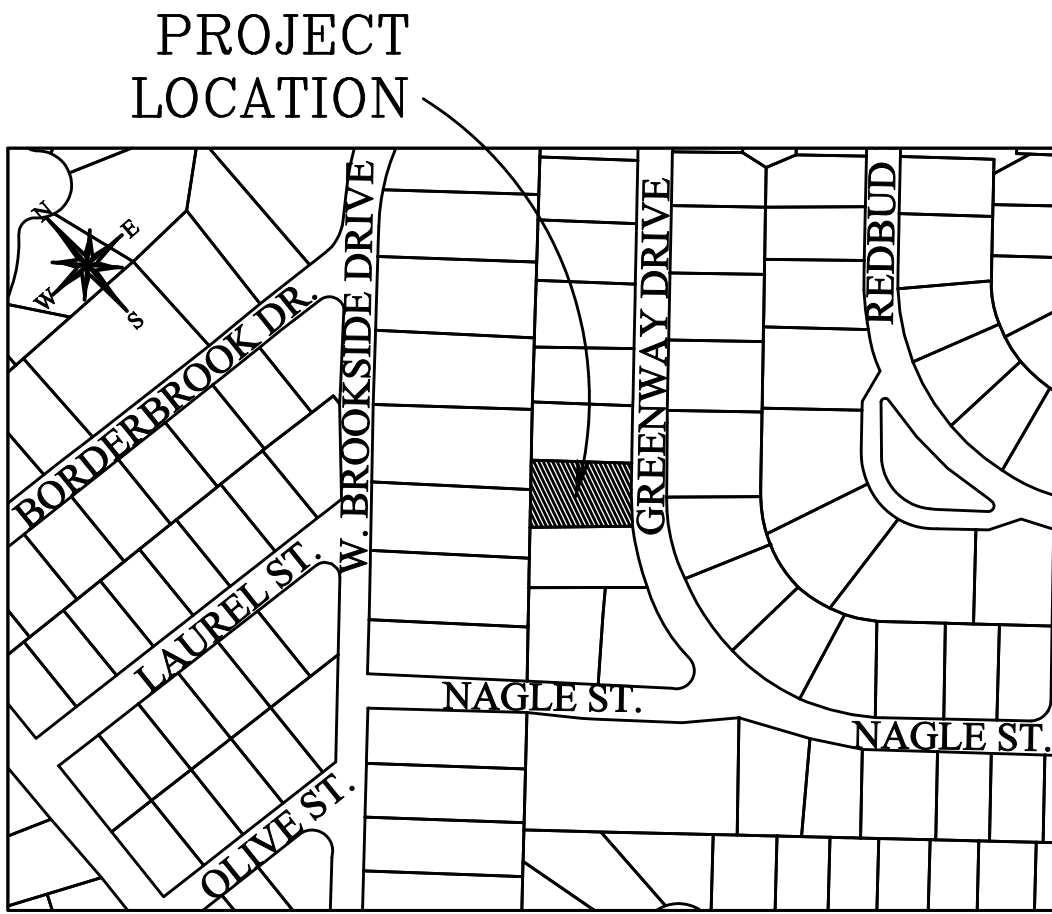 PROJECT
LOCATION
N
E
W
S
BORDERBROOK DR.
W. BROOKSIDE DRIVE
GREENWAY DRIVE
REDBUD
LAUREL ST.
NAGLE ST.
NAGLE ST.
OLIVE ST.